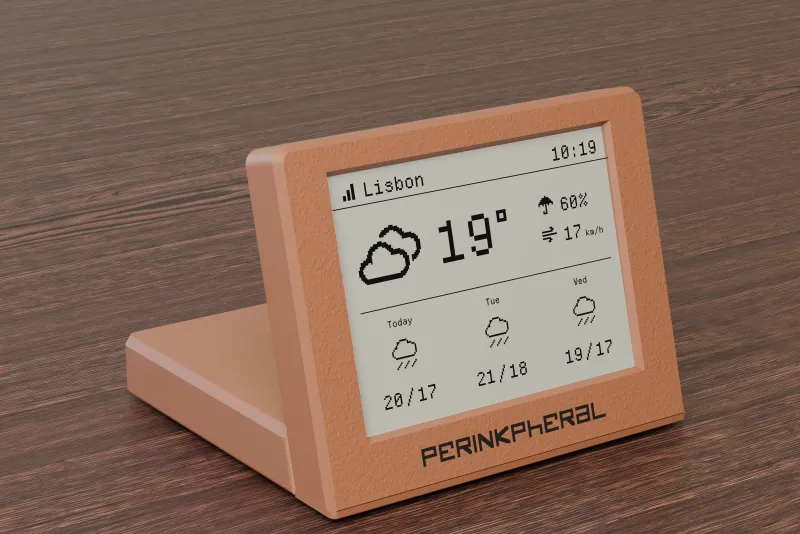 Lisbon 10:19
19° 60%
17 km/h
Today Tue Wed
20/17 21/18 19/17
PERINKPHERAL